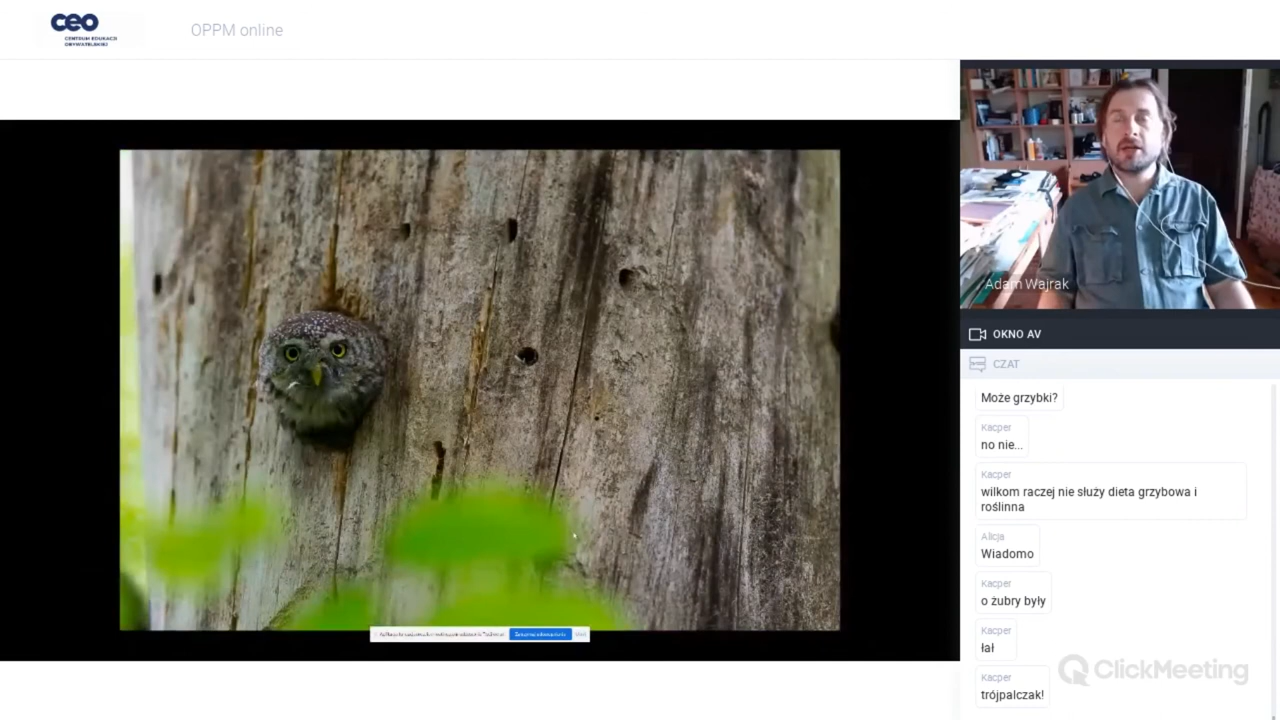 ceo
CENTRUM EDUKACJI
OBYWATELSKIEJ
OPPM online
Adam Wajrak
OKNO AV
CZAT
Może grzybki?
Kacper
no nie...
Kacper
wilkom raczej nie służy dieta grzybowa i
roślinna
Alicja
Wiadomo
Kacper
o żubry były
Kacper
łał
Kacper
trójpalczak!
ClickMeeting